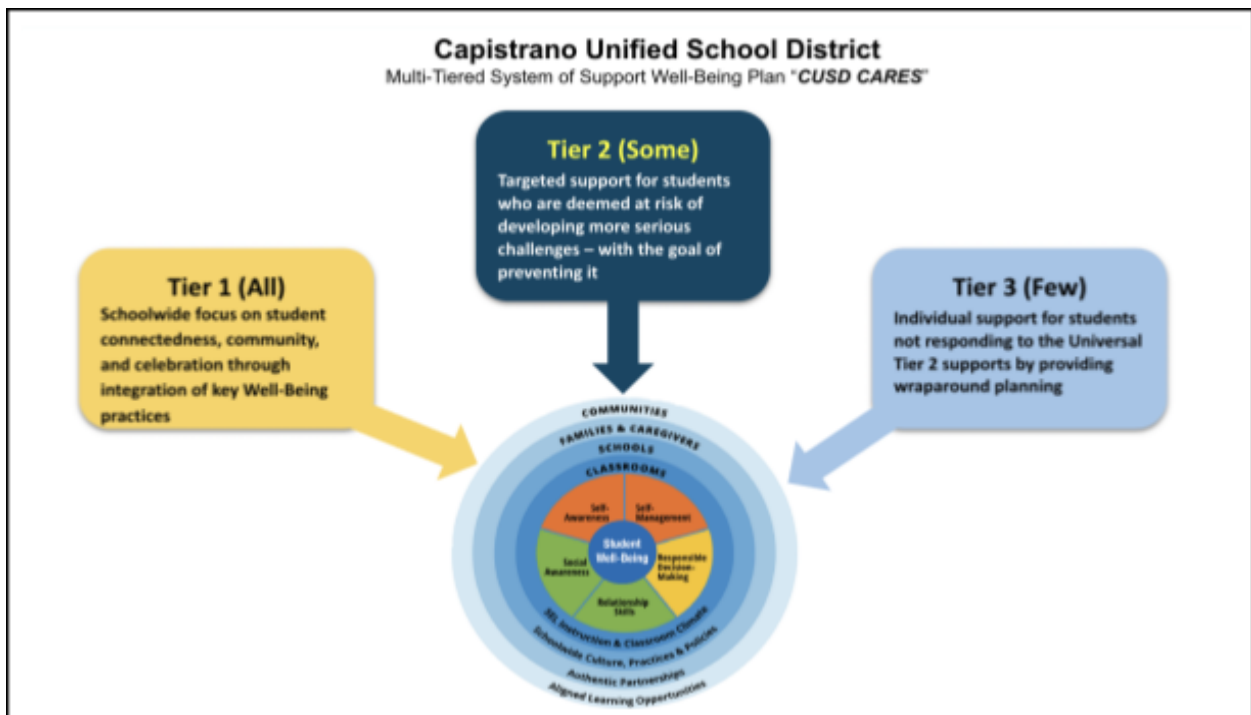 Capistrano Unified School District
Multi-Tiered System of Support Well-Being Plan "CUSD CARES"
Tier 2 (Some)
Targeted support for students
who are deemed at risk of
developing more serious
challenges – with the goal of
preventing it
Tier 1 (All)
Schoolwide focus on student
connectedness, community,
and celebration through
integration of key Well-Being
practices
Tier 3 (Few)
Individual support for students
not responding to the Universal
Tier 2 supports by providing
wraparound planning
COMMUNITIES
FAMILIES & CAREGIVERS
SCHOOLS
CLASSROOMS
Self-
Awareness
Self-
Management
Student
Well-Being
Social
Awareness
Responsible
Decision-
Making
Relationship
Skills
SEL Instruction & Classroom Climate
Schoolwide Culture, Practices & Policies
Authentic Partnerships
Aligned Learning Opportunities